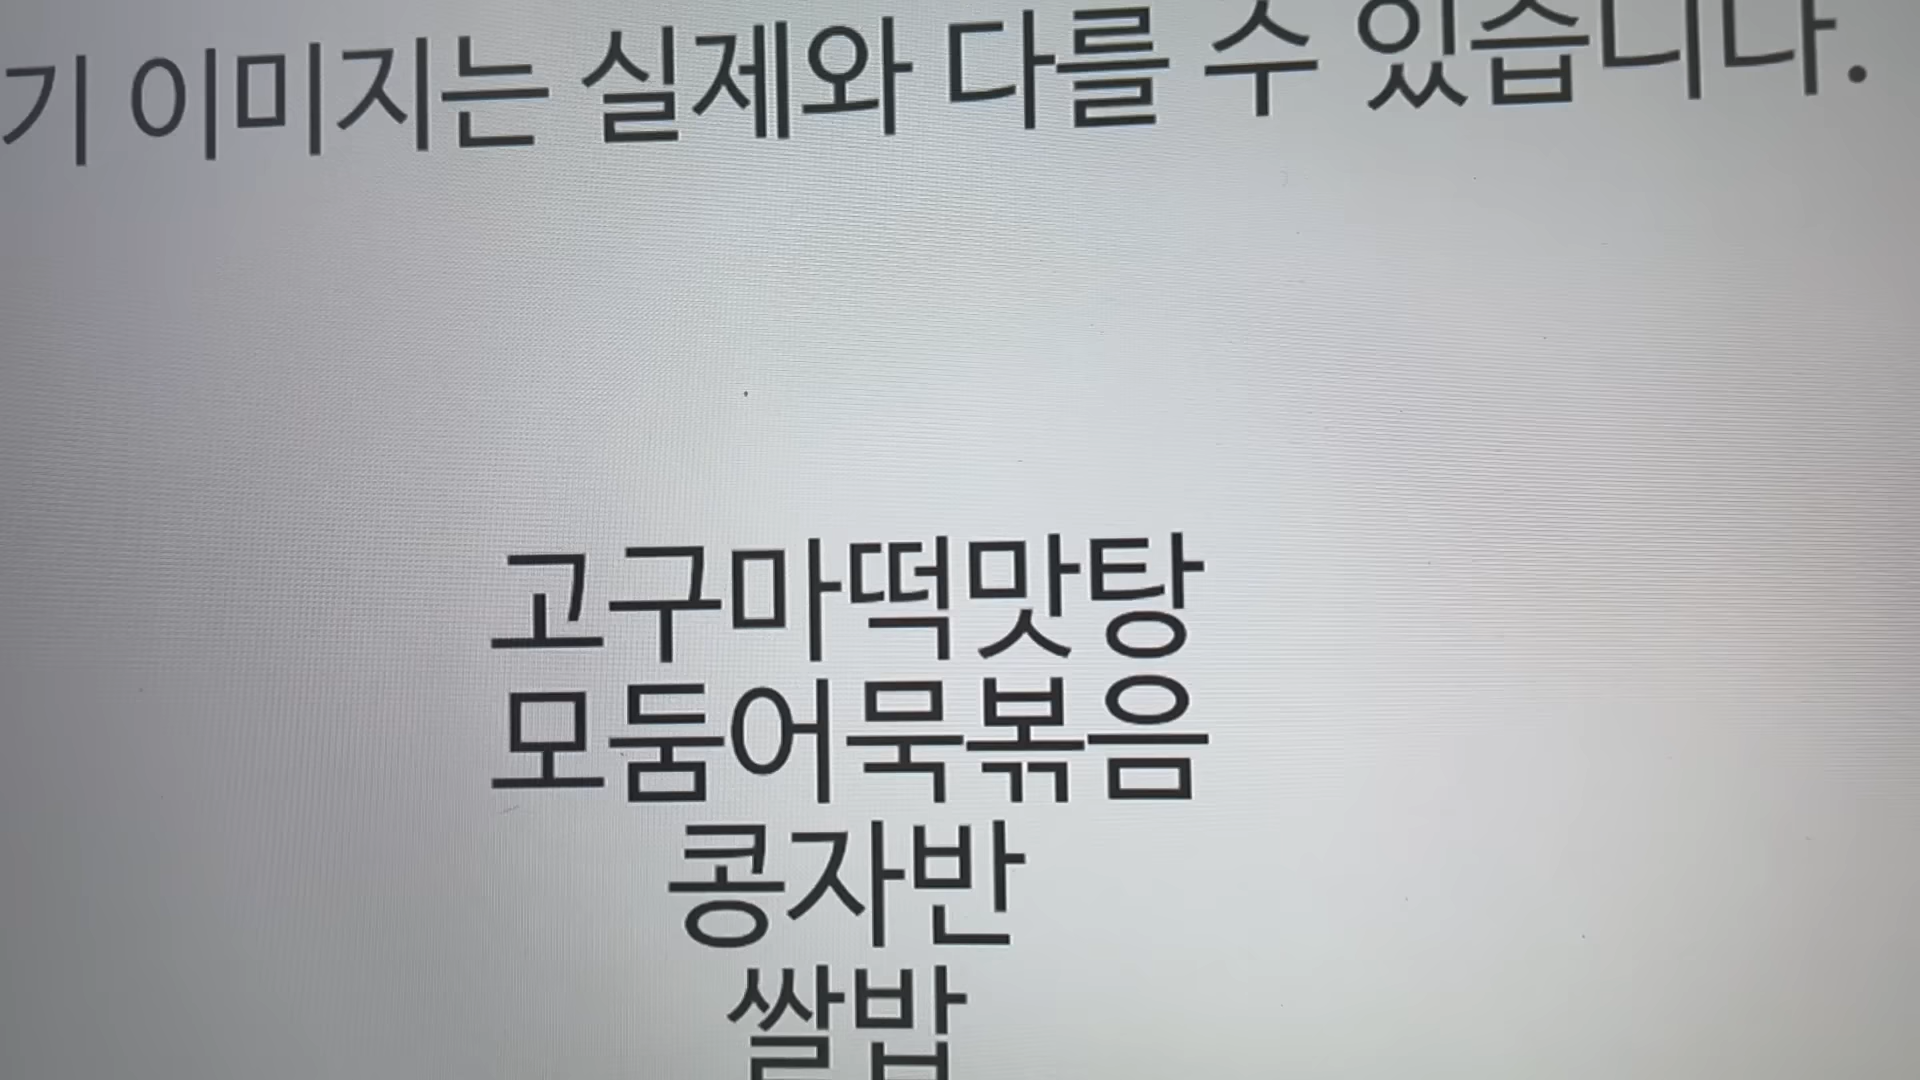 기 이미지는 실제와 다를 수 있습니다.
고구마떡맛탕
모둠어묵볶음
콩자반
쌀밥